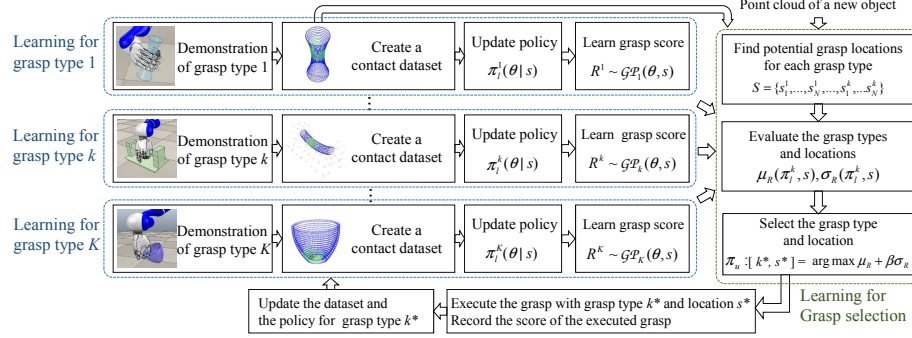 Point cloud of a new object
Learning for
grasp type 1
Demonstration
of grasp type 1
Create a
contact dataset
Update policy
π_l^1(θ | s)
Learn grasp score
R^1 ~ GP_1(θ, s)
⋮
Learning for
grasp type k
Demonstration
of grasp type k
Create a
contact dataset
Update policy
π_l^k(θ | s)
Learn grasp score
R^k ~ GP_k(θ, s)
⋮
Learning for
grasp type K
Demonstration
of grasp type K
Create a
contact dataset
Update policy
π_l^K(θ | s)
Learn grasp score
R^K ~ GP_K(θ, s)
Find potential grasp locations
for each grasp type
S = {s_1^1,...,s_N^1,...,s_1^k,...s_N^k}
Evaluate the grasp types
and locations
μ_R(π_l^k, s), σ_R(π_l^k, s)
Select the grasp type
and location
π_u :[ k*, s* ] = arg max μ_R + βσ_R
Learning for
Grasp selection
Execute the grasp with grasp type k* and location s*
Record the score of the executed grasp
Update the dataset and
the policy for grasp type k*